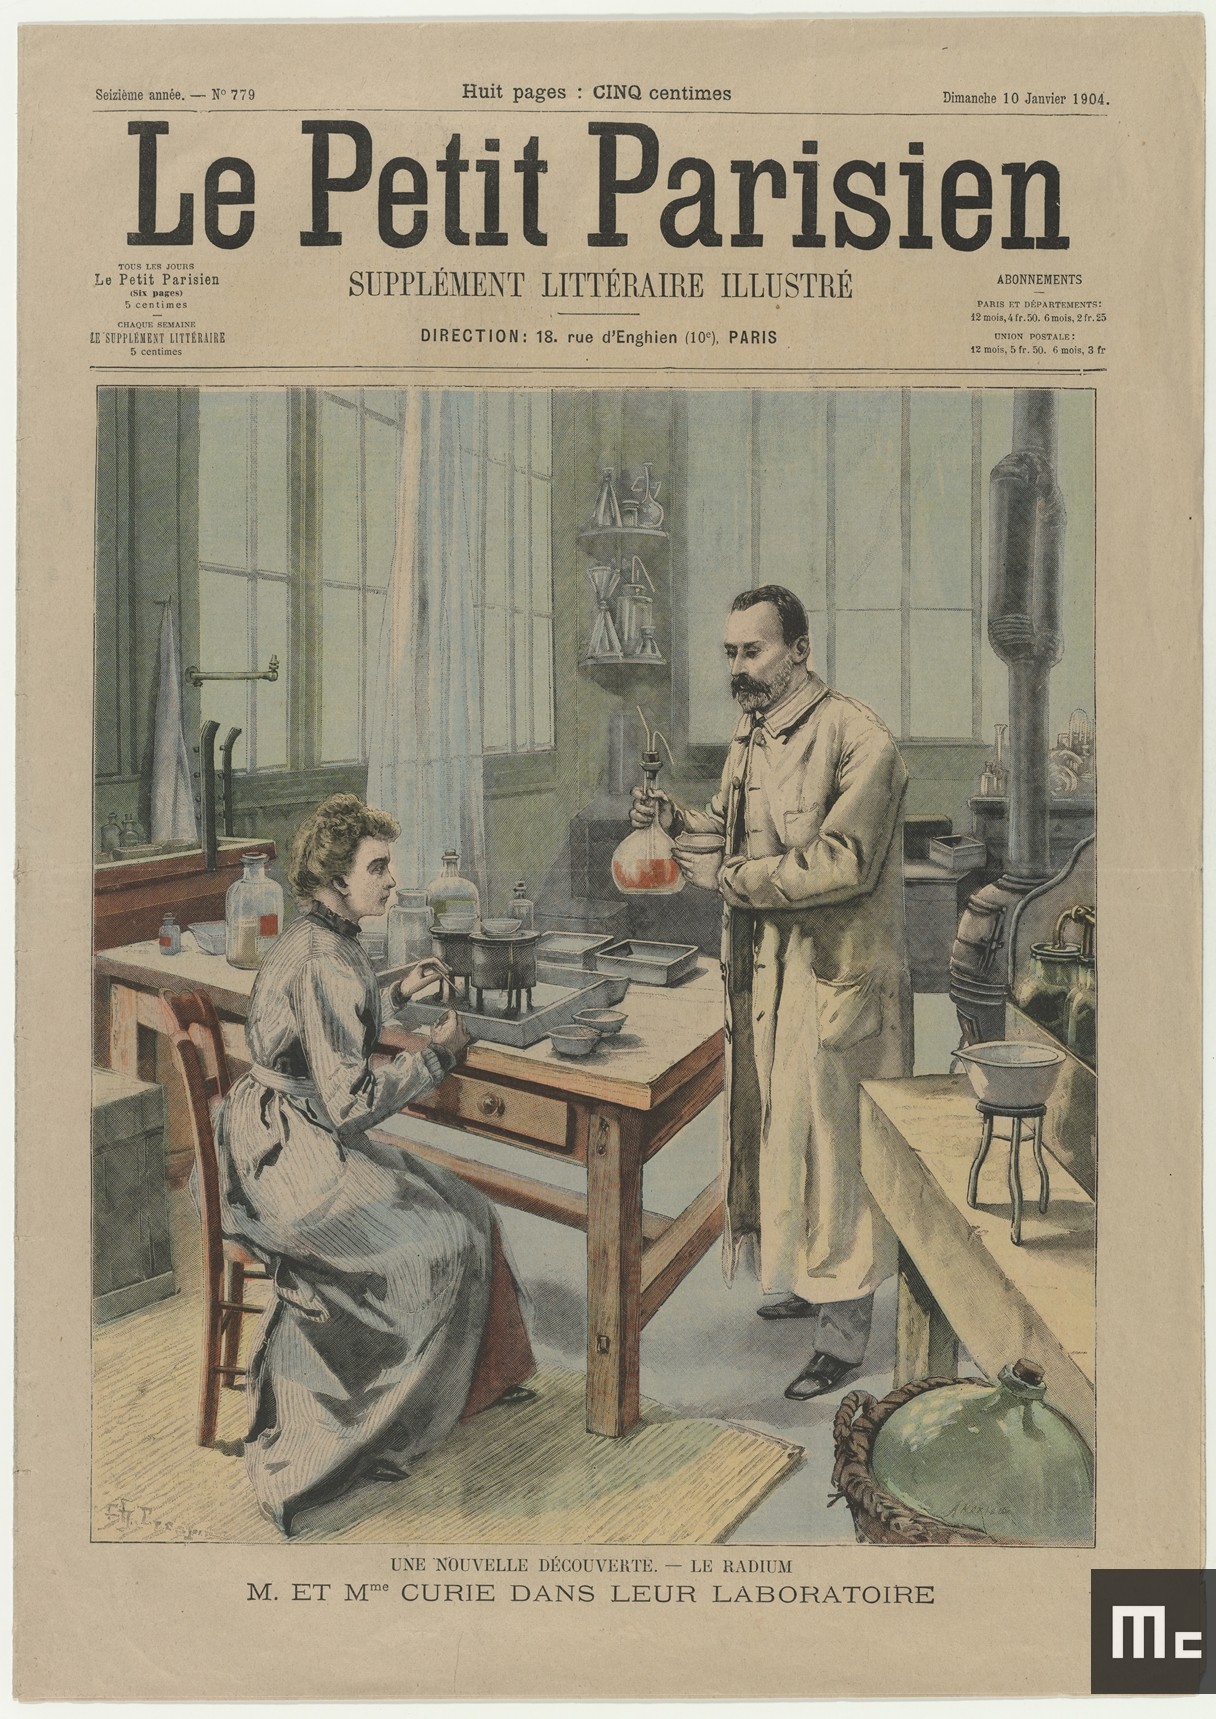 Seizième année. — Nº 779
Huit pages : CINQ centimes
Dimanche 10 Janvier 1904.
Le Petit Parisien
TOUS LES JOURS
Le Petit Parisien
(Six pages)
5 centimes
CHAQUE SEMAINE
LE SUPPLÉMENT LITTÉRAIRE
5 centimes
SUPPLÉMENT LITTÉRAIRE ILLUSTRÉ
DIRECTION: 18, rue d'Enghien (10e), PARIS
ABONNEMENTS
PARIS ET DÉPARTEMENTS:
12 mois, 4 fr. 50. 6 mois, 2 fr. 25
UNION POSTALE:
12 mois, 5 fr. 50. 6 mois, 3 fr
UNE NOUVELLE DÉCOUVERTE. — LE RADIUM
M. ET Mme CURIE DANS LEUR LABORATOIRE
Mc